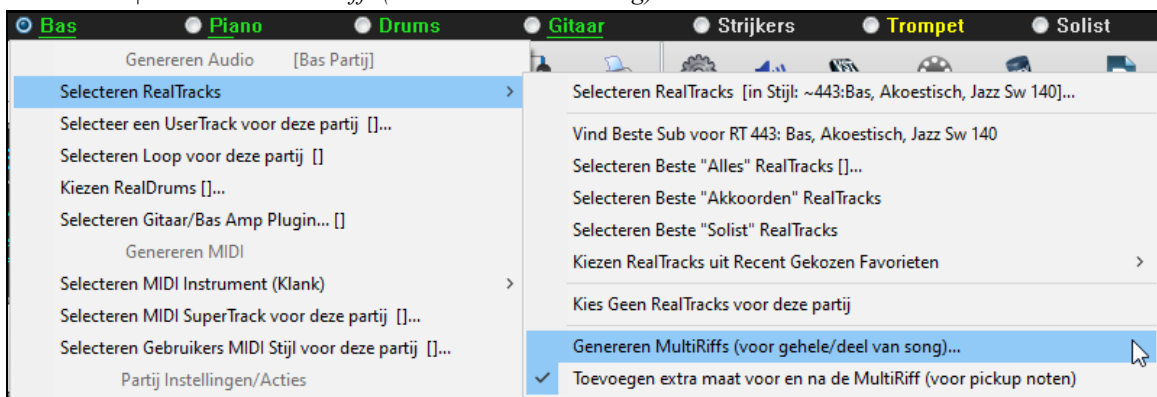 Bas Piano Drums Gitaar Strijkers Trompet Solist
Genereren Audio [Bas Partij]
Selecteren RealTracks
Selecteer een UserTrack voor deze partij []...
Selecteren Loop voor deze partij []
Kiezen RealDrums []...
Selecteren Gitaar/Bas Amp Plugin... []
Genereren MIDI
Selecteren MIDI Instrument (Klank)
Selecteren MIDI SuperTrack voor deze partij []...
Selecteren Gebruikers MIDI Stijl voor deze partij []...
Partij Instellingen/Acties
Selecteren RealTracks [in Stijl: ~443:Bas, Akoestisch, Jazz Sw 140]...
Vind Beste Sub voor RT 443: Bas, Akoestisch, Jazz Sw 140
Selecteren Beste "Alles" RealTracks []...
Selecteren Beste "Akkoorden" RealTracks
Selecteren Beste "Solist" RealTracks
Kiezen RealTracks uit Recent Gekozen Favorieten
Kies Geen RealTracks voor deze partij
Genereren MultiRiffs (voor gehele/deel van song)...
Toevoegen extra maat voor en na de MultiRiff (voor pickup noten)